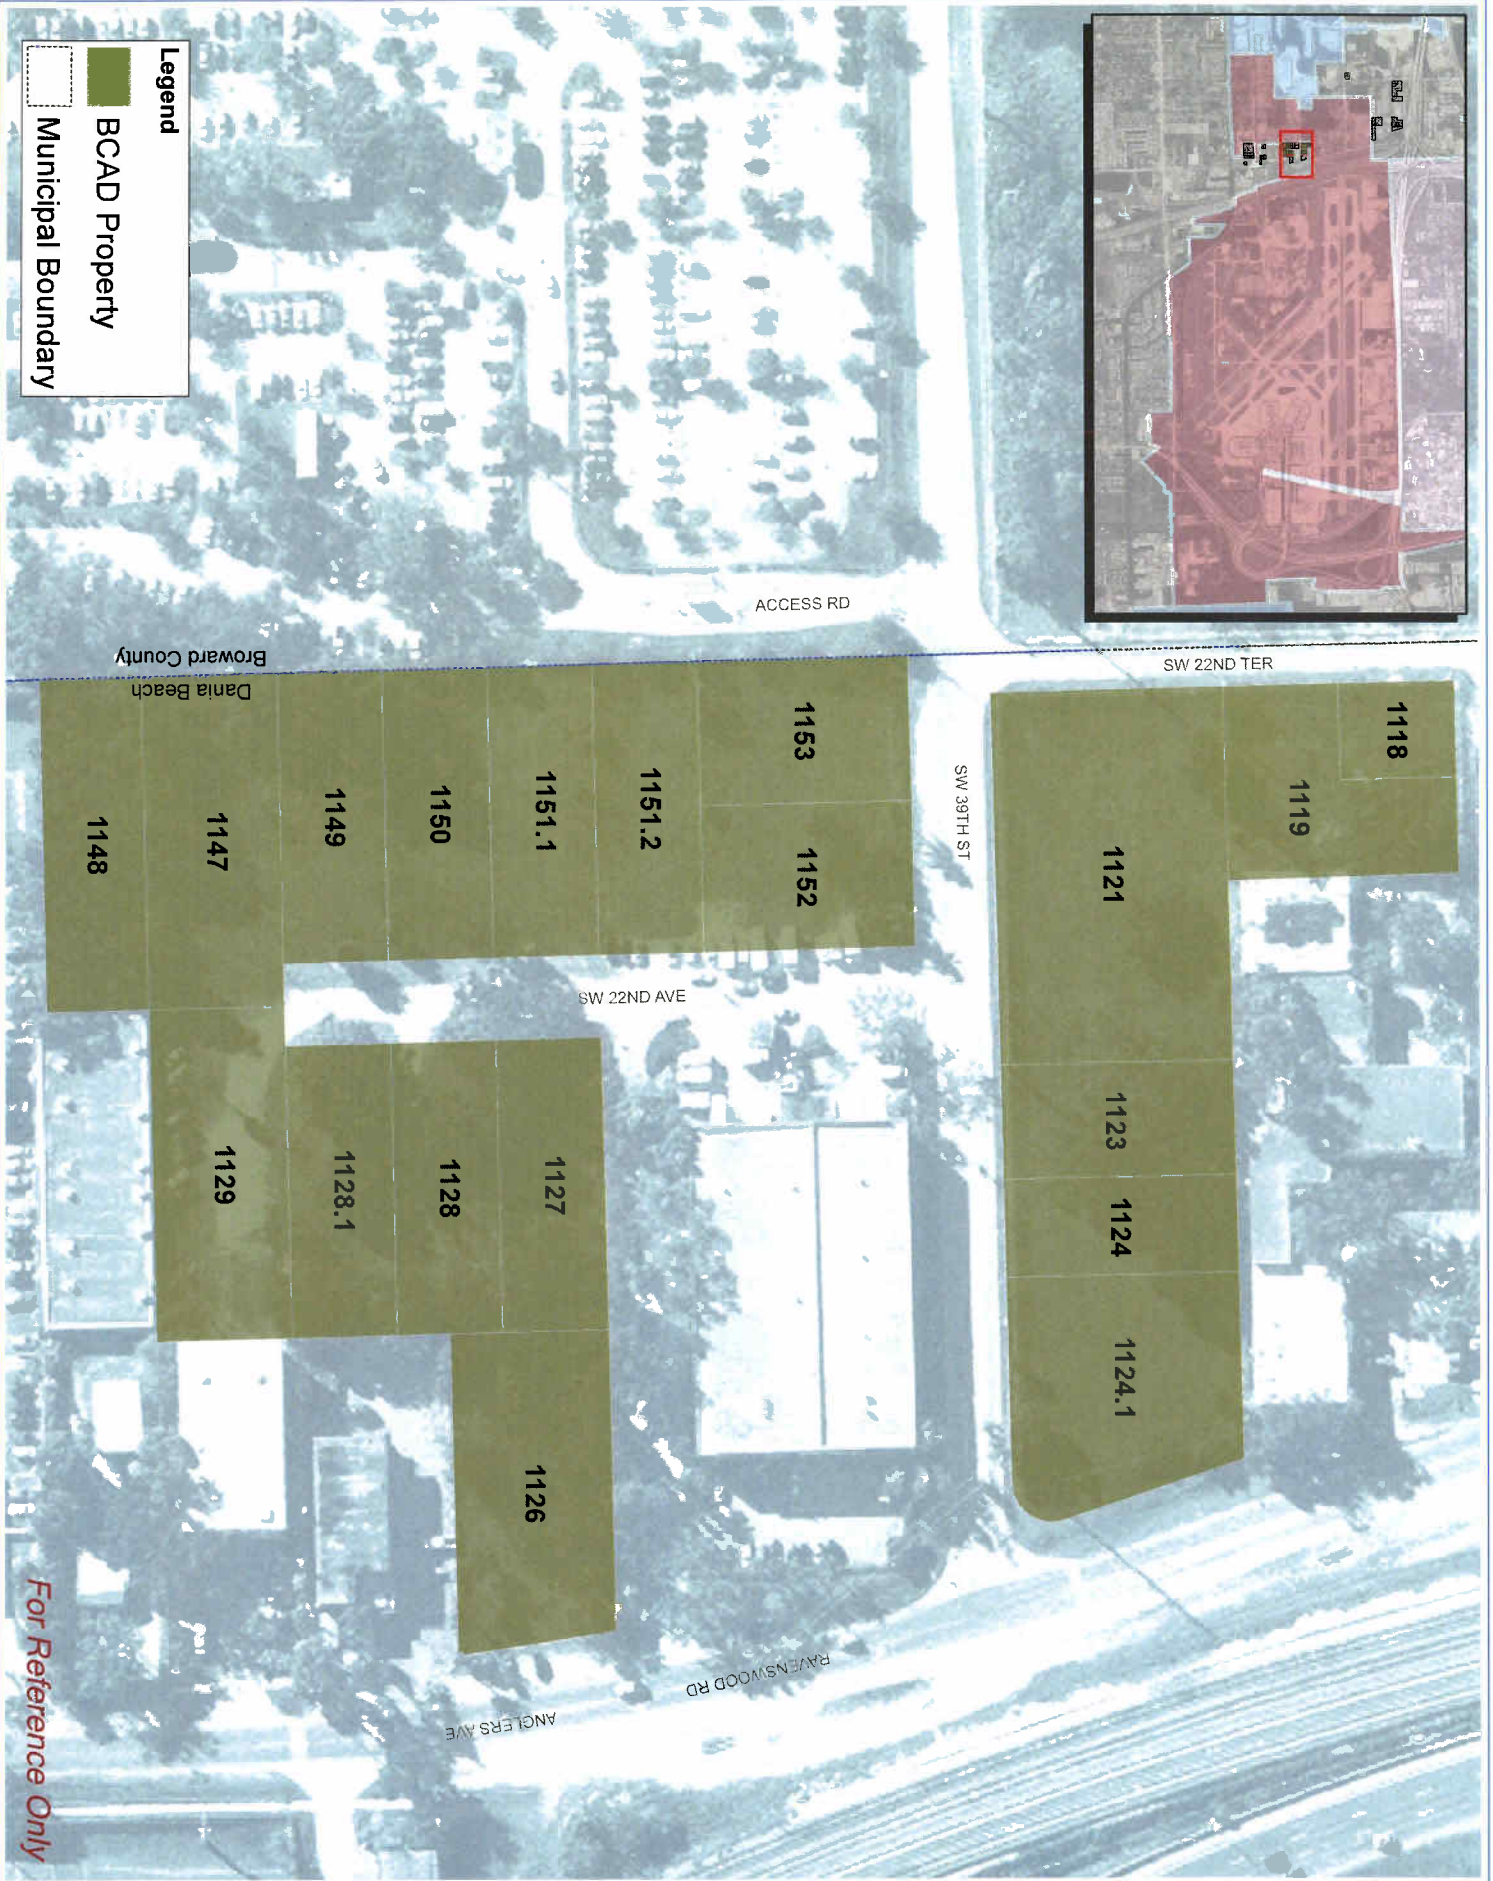 Legend
BCAD Property
Municipal Boundary
ACCESS RD
SW 22ND TER
Broward County
Dania Beach
1118
1119
1121
1123
1124
1124.1
SW 39TH ST
1153
1152
1151.2
1151.1
1150
1149
1147
1148
SW 22ND AVE
1127
1128
1128.1
1129
1126
RAVENSWOOD RD
ANGLERS AVE
For Reference Only